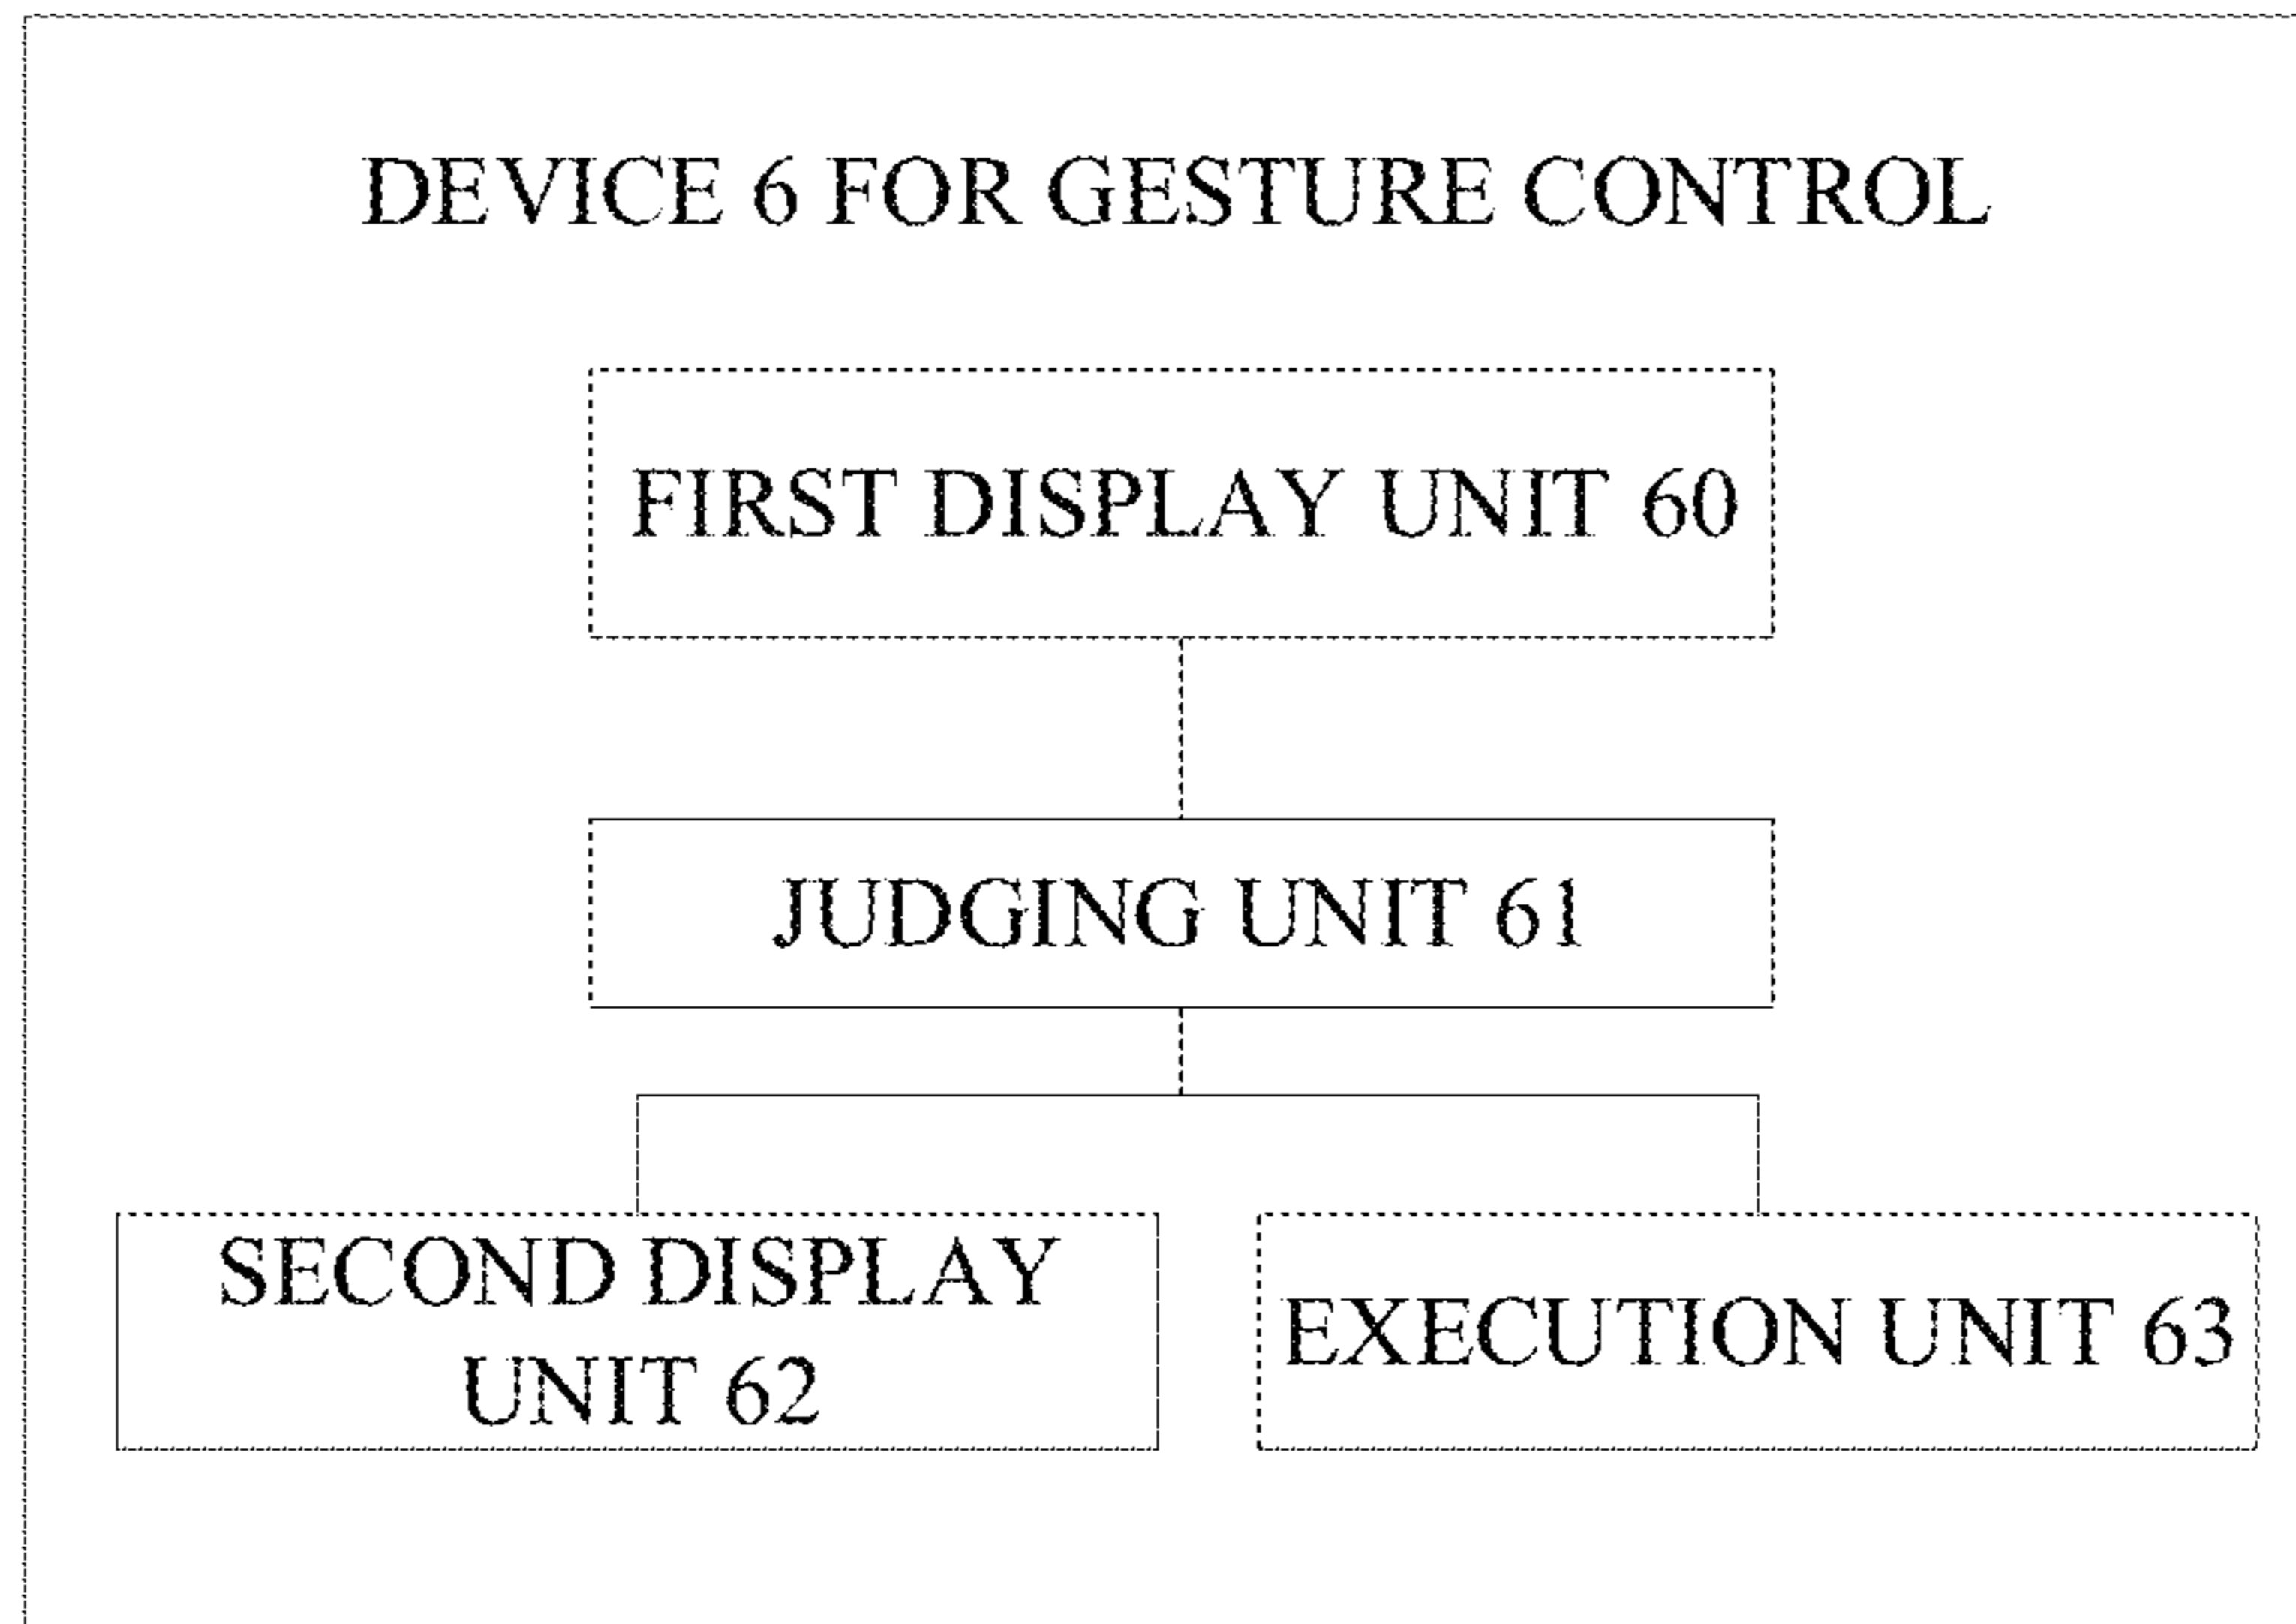 DEVICE 6 FOR GESTURE CONTROL
FIRST DISPLAY UNIT 60
JUDGING UNIT 61
SECOND DISPLAY
UNIT 62
EXECUTION UNIT 63